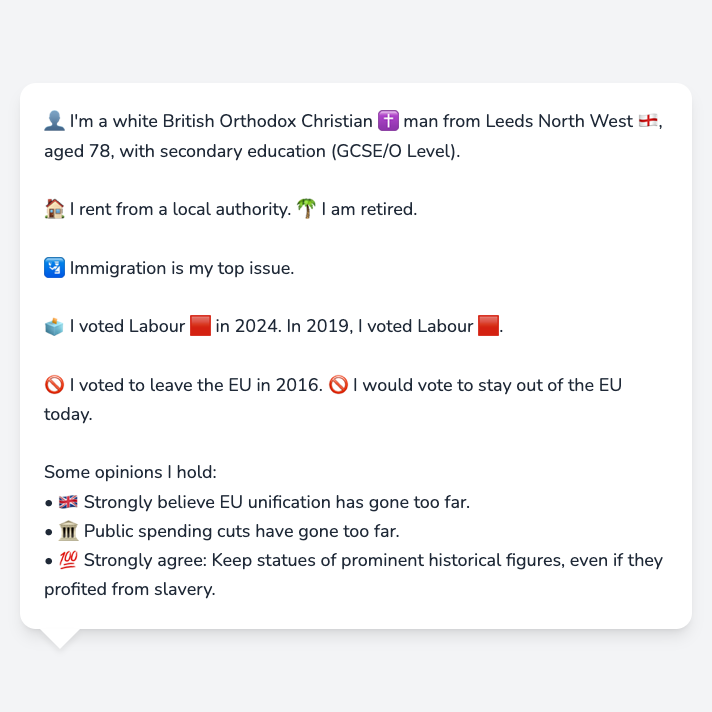 👤 I'm a white British Orthodox Christian ✝️ man from Leeds North West 🏴󠁧󠁢󠁥󠁮󠁧󠁿,
aged 78, with secondary education (GCSE/O Level).
🏠 I rent from a local authority. 🌴 I am retired.
🛂 Immigration is my top issue.
🗳️ I voted Labour 🟥 in 2024. In 2019, I voted Labour 🟥.
🚫 I voted to leave the EU in 2016. 🚫 I would vote to stay out of the EU
today.
Some opinions I hold:
• 🇬🇧 Strongly believe EU unification has gone too far.
• 🏛️ Public spending cuts have gone too far.
• 💯 Strongly agree: Keep statues of prominent historical figures, even if they
profited from slavery.